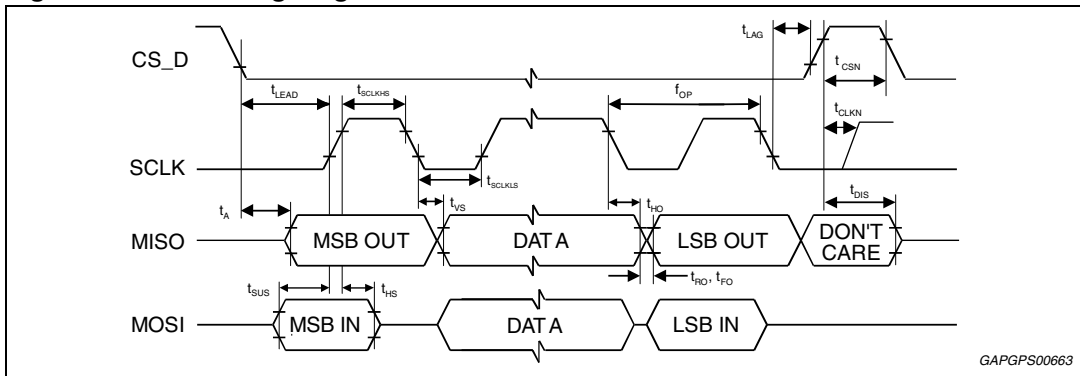 t_LAG
CS_D
t_CSN
t_LEAD
t_SCLKHS
f_OP
t_CLKN
SCLK
t_SCLKLS
t_A
t_VS
t_HO
t_DIS
MISO
MSB OUT
DATA
LSB OUT
DON'T
CARE
t_SUS
t_HS
t_RO, t_FO
MOSI
MSB IN
DATA
LSB IN
GAPGPS00663